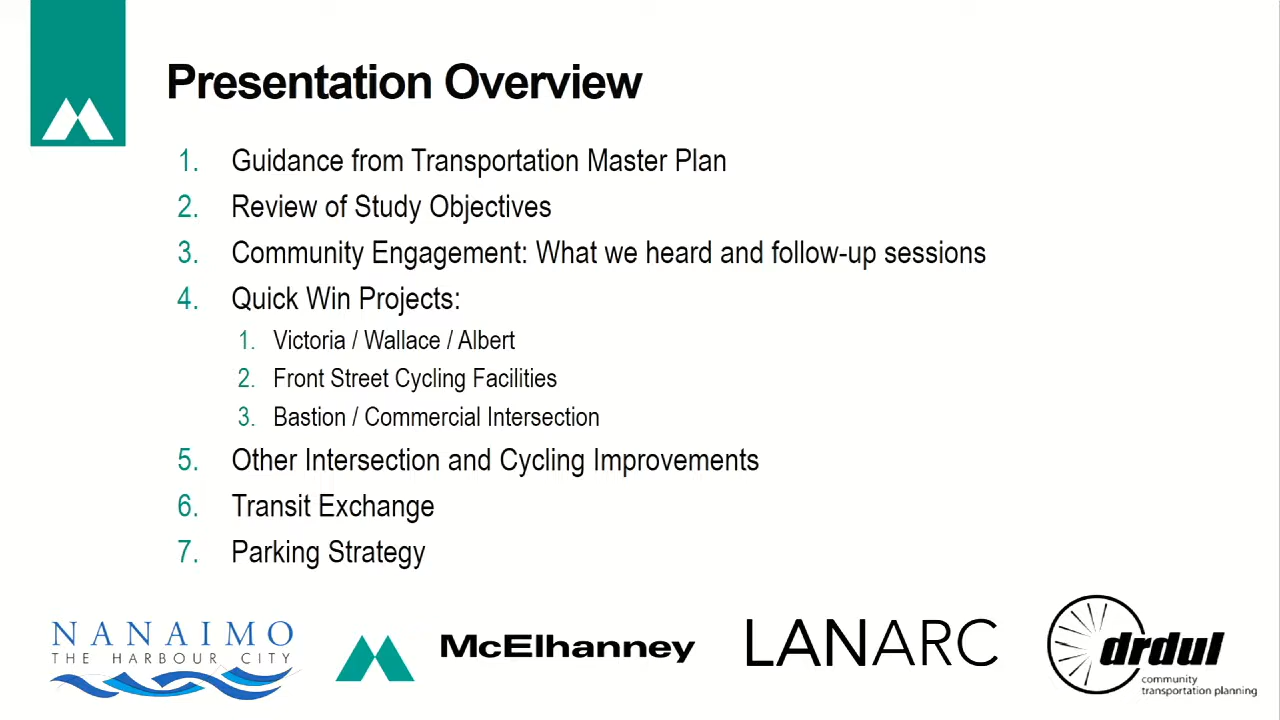 Presentation Overview
1. Guidance from Transportation Master Plan
2. Review of Study Objectives
3. Community Engagement: What we heard and follow-up sessions
4. Quick Win Projects:
1. Victoria / Wallace / Albert
2. Front Street Cycling Facilities
3. Bastion / Commercial Intersection
5. Other Intersection and Cycling Improvements
6. Transit Exchange
7. Parking Strategy
NANAIMO
THE HARBOUR CITY
McElhanney
LANARC
drdul
community
transportation planning